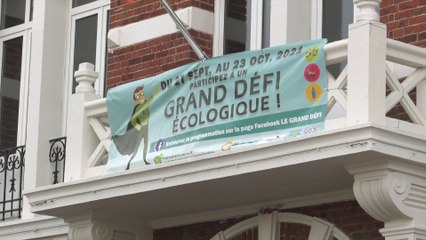 DU 21 SEPT. AU 23 OCT. 2021
PARTICIPEZ À UN
GRAND DÉFI
ÉCOLOGIQUE !
Retrouvez la programmation sur la page Facebook LE GRAND DÉFI